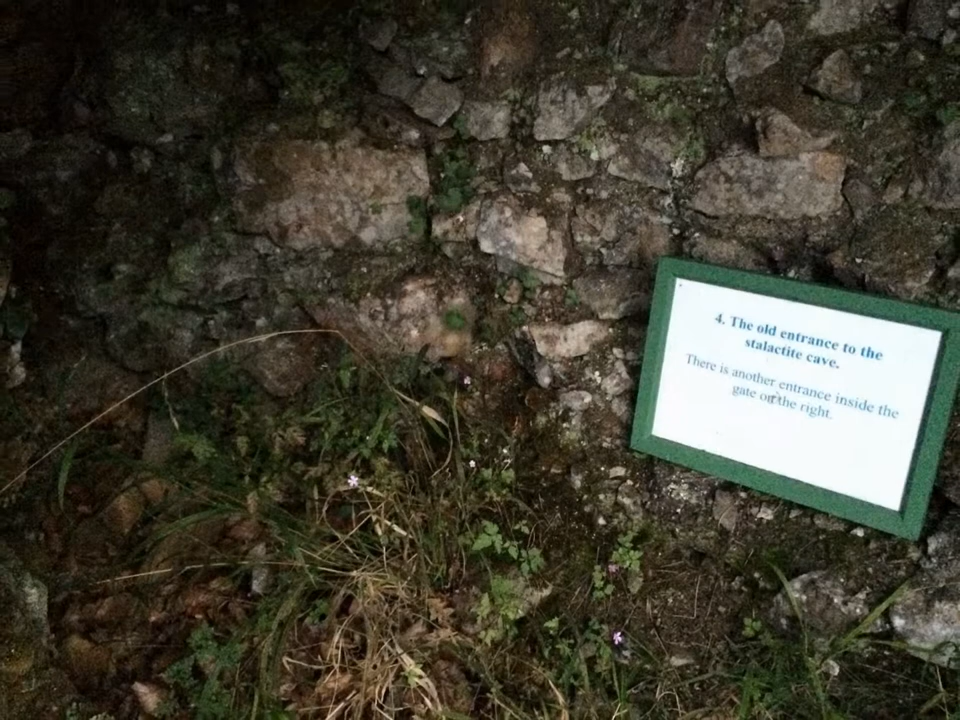 4. The old entrance to the
stalactite cave.
There is another entrance inside the
gate on the right.